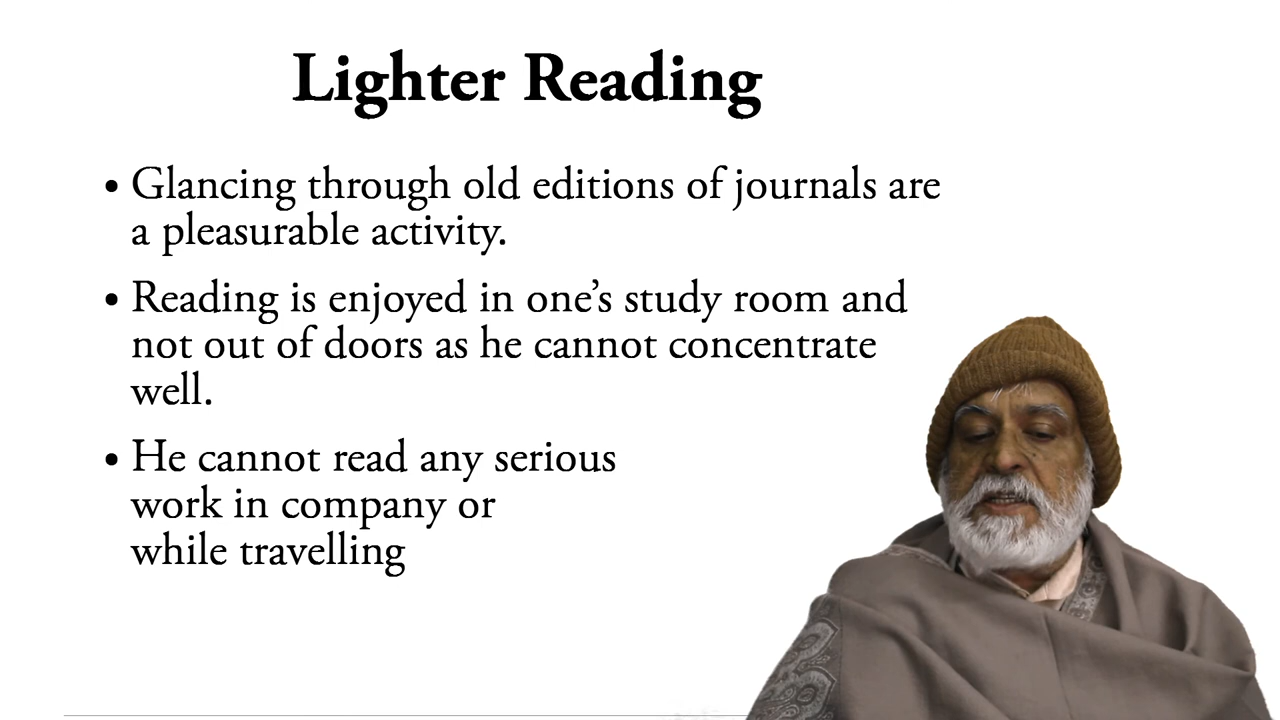 Lighter Reading
• Glancing through old editions of journals are
a pleasurable activity.
• Reading is enjoyed in one’s study room and
not out of doors as he cannot concentrate
well.
• He cannot read any serious
work in company or
while travelling